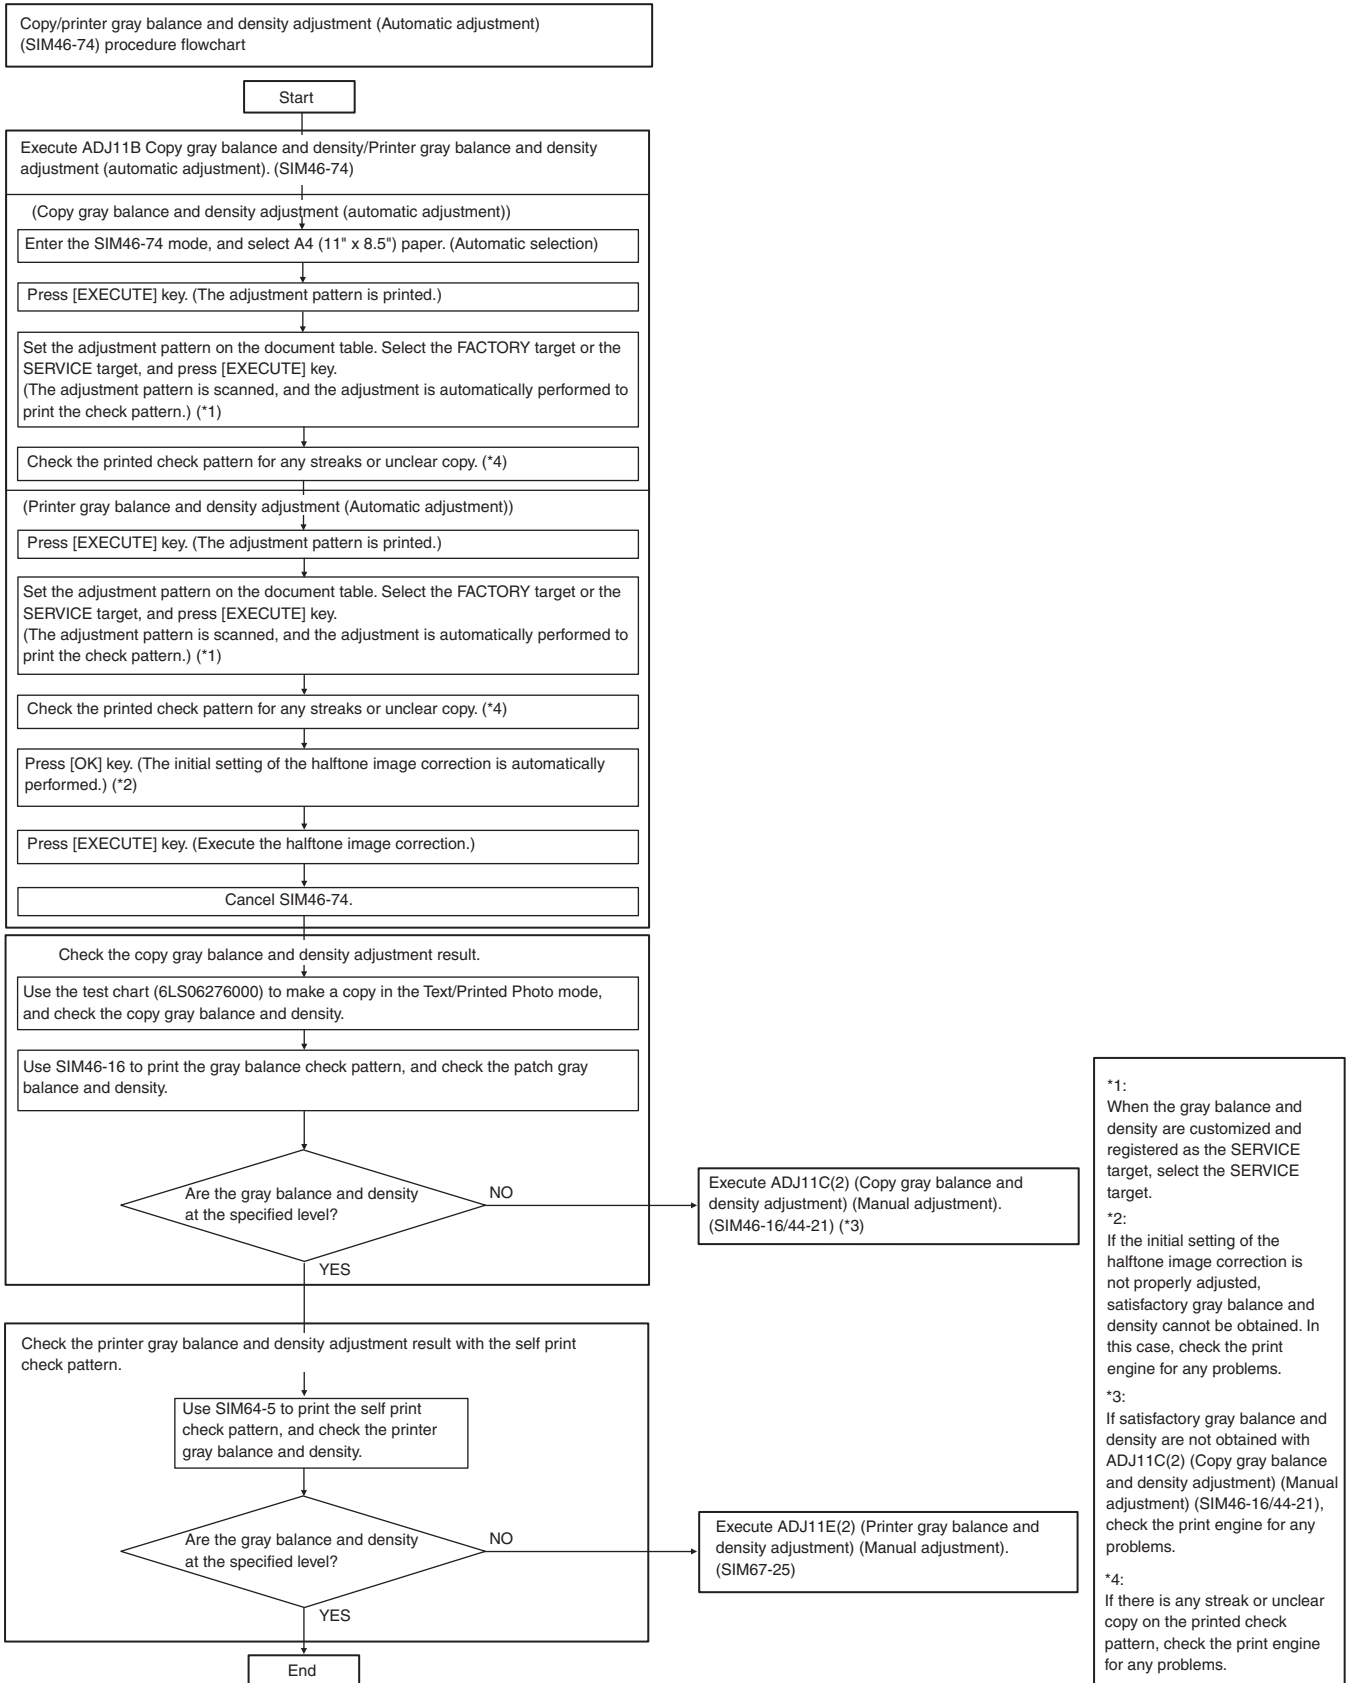 Copy/printer gray balance and density adjustment (Automatic adjustment)
(SIM46-74) procedure flowchart
Start
Execute ADJ11B Copy gray balance and density/Printer gray balance and density
adjustment (automatic adjustment). (SIM46-74)
(Copy gray balance and density adjustment (automatic adjustment))
Enter the SIM46-74 mode, and select A4 (11" x 8.5") paper. (Automatic selection)
Press [EXECUTE] key. (The adjustment pattern is printed.)
Set the adjustment pattern on the document table. Select the FACTORY target or the
SERVICE target, and press [EXECUTE] key.
(The adjustment pattern is scanned, and the adjustment is automatically performed to
print the check pattern.) (*1)
Check the printed check pattern for any streaks or unclear copy. (*4)
(Printer gray balance and density adjustment (Automatic adjustment))
Press [EXECUTE] key. (The adjustment pattern is printed.)
Set the adjustment pattern on the document table. Select the FACTORY target or the
SERVICE target, and press [EXECUTE] key.
(The adjustment pattern is scanned, and the adjustment is automatically performed to
print the check pattern.) (*1)
Check the printed check pattern for any streaks or unclear copy. (*4)
Press [OK] key. (The initial setting of the halftone image correction is automatically
performed.) (*2)
Press [EXECUTE] key. (Execute the halftone image correction.)
Cancel SIM46-74.
Check the copy gray balance and density adjustment result.
Use the test chart (6LS06276000) to make a copy in the Text/Printed Photo mode,
and check the copy gray balance and density.
Use SIM46-16 to print the gray balance check pattern, and check the patch gray
balance and density.
Are the gray balance and density
at the specified level?
NO
YES
Execute ADJ11C(2) (Copy gray balance and
density adjustment) (Manual adjustment).
(SIM46-16/44-21) (*3)
Check the printer gray balance and density adjustment result with the self print
check pattern.
Use SIM64-5 to print the self print
check pattern, and check the printer
gray balance and density.
Are the gray balance and density
at the specified level?
NO
YES
Execute ADJ11E(2) (Printer gray balance and
density adjustment) (Manual adjustment).
(SIM67-25)
End
*1:
When the gray balance and
density are customized and
registered as the SERVICE
target, select the SERVICE
target.
*2:
If the initial setting of the
halftone image correction is
not properly adjusted,
satisfactory gray balance and
density cannot be obtained. In
this case, check the print
engine for any problems.
*3:
If satisfactory gray balance and
density are not obtained with
ADJ11C(2) (Copy gray balance
and density adjustment) (Manual
adjustment) (SIM46-16/44-21),
check the print engine for any
problems.
*4:
If there is any streak or unclear
copy on the printed check
pattern, check the print engine
for any problems.